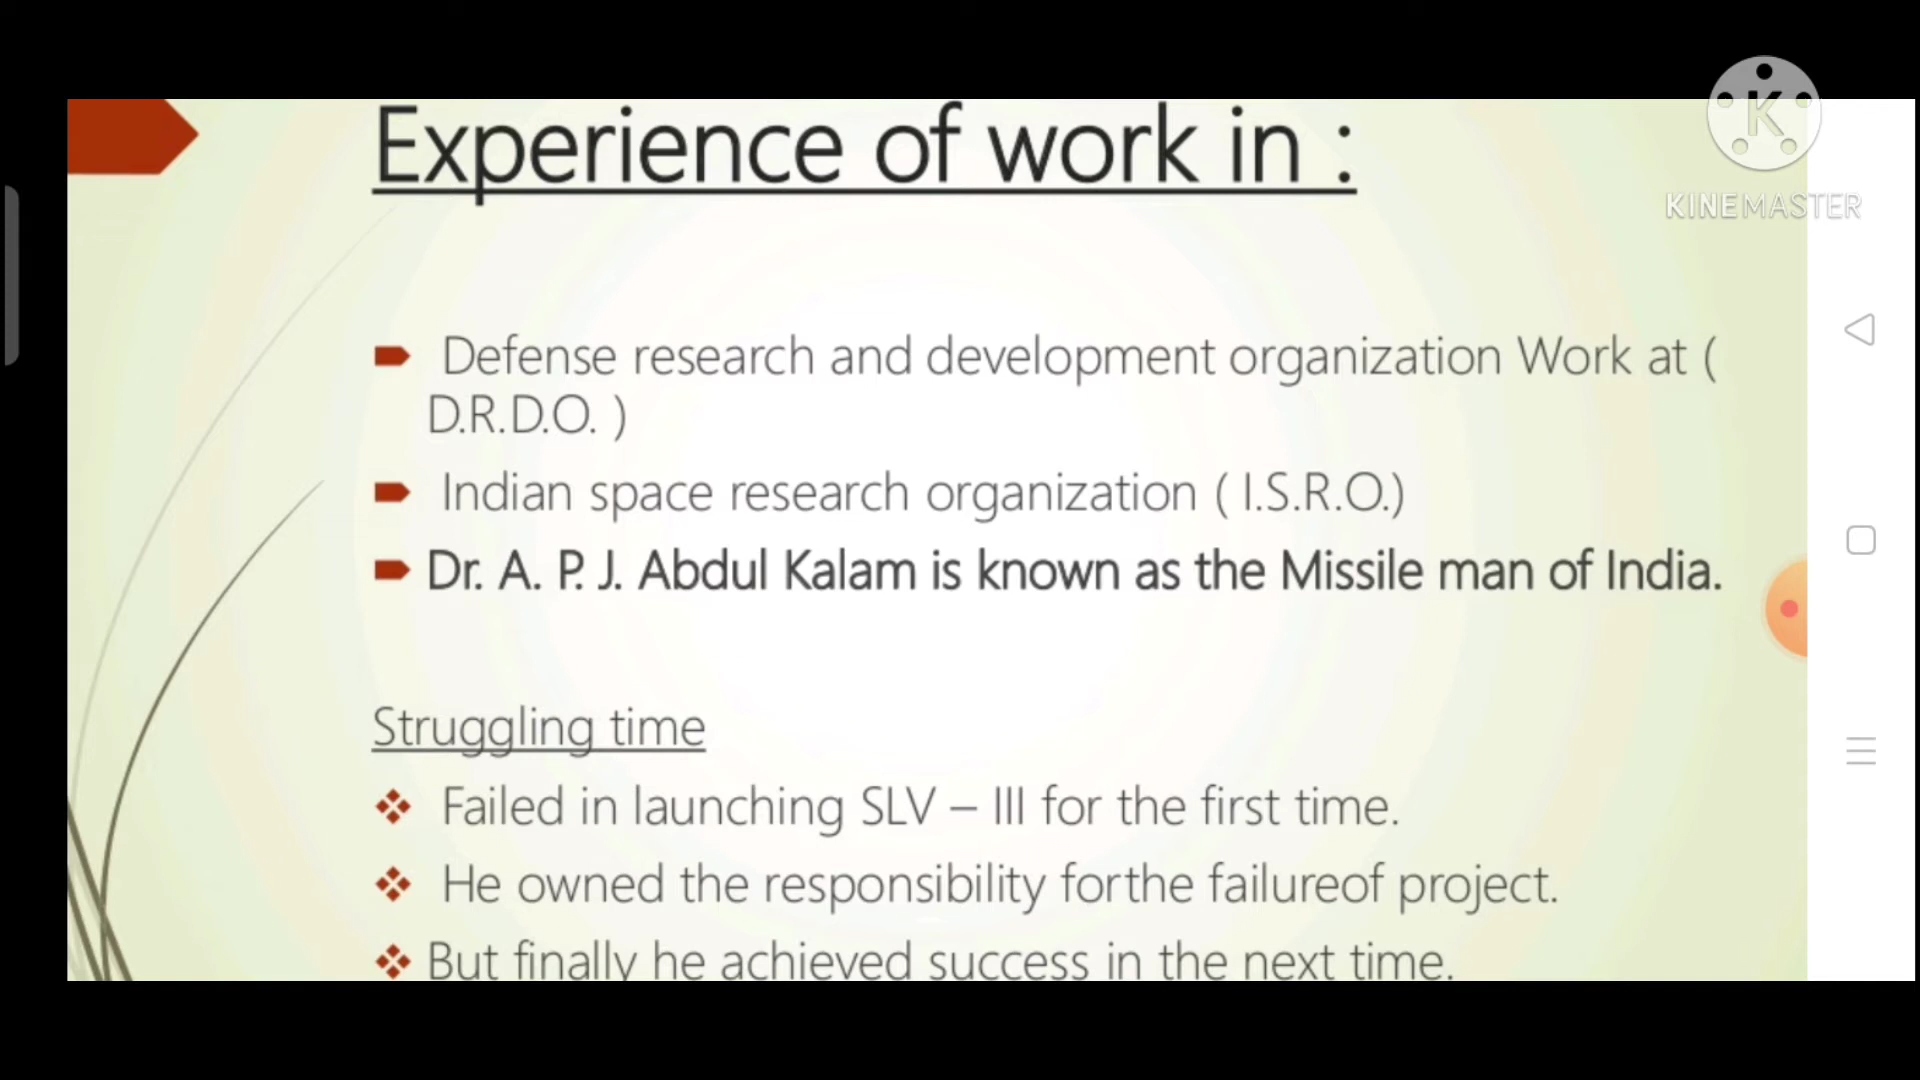 Experience of work in :
K
KINEMASTER
Defense research and development organization Work at (
D.R.D.O. )
Indian space research organization ( I.S.R.O.)
Dr. A. P. J. Abdul Kalam is known as the Missile man of India.
Struggling time
Failed in launching SLV – III for the first time.
He owned the responsibility forthe failureof project.
But finally he achieved success in the next time.